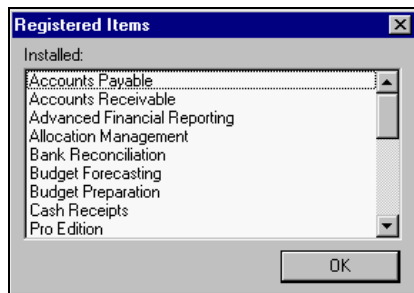 Registered Items
Installed:
Accounts Payable
Accounts Receivable
Advanced Financial Reporting
Allocation Management
Bank Reconciliation
Budget Forecasting
Budget Preparation
Cash Receipts
Pro Edition
OK